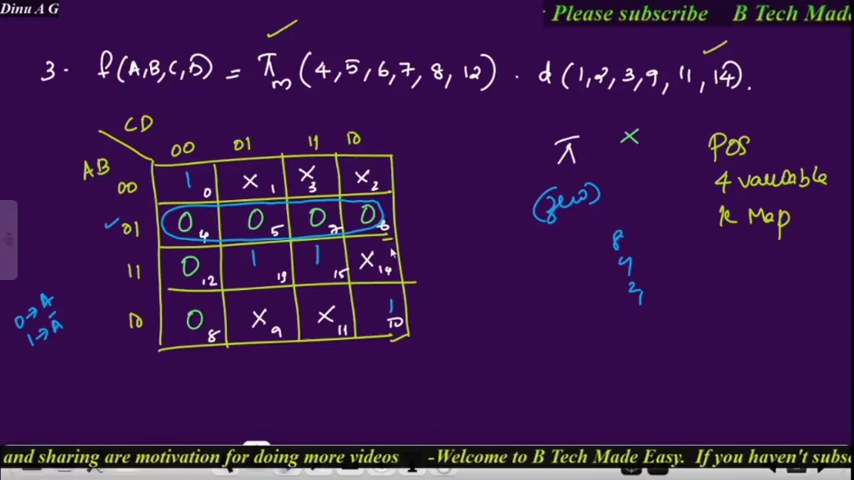 Dinu A G
Please subscribe B Tech Made
3. f(A,B,C,D) = π m (4,5,6,7,8,12) . d(1,2,3,9,11,14).
CD
00 01 11 10
AB
00 1 0 X 1 X 3 X 2
✓ 01 0 4 0 5 0 7 0 6
11 0 12 1 13 1 15 X 14
10 0 8 X 9 X 11 1 10
0→A
1→Ā
π X
(zero)
8
4
2
POS
4 variable
K Map
and sharing are motivation for doing more videos -Welcome to B Tech Made Easy. If you haven't subs